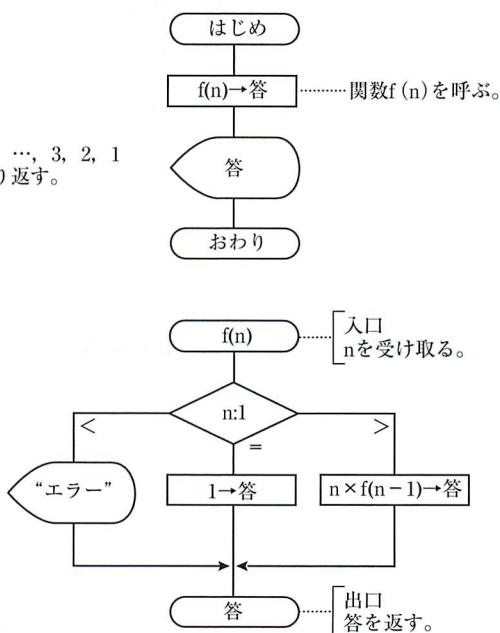 はじめ
f(n)→答
関数f(n)を呼ぶ。
…, 3, 2, 1
り返す。
答
おわり
f(n)
入口
nを受け取る。
n:1
<
=
>
“エラー”
1→答
n×f(n−1)→答
答
出口
答を返す。